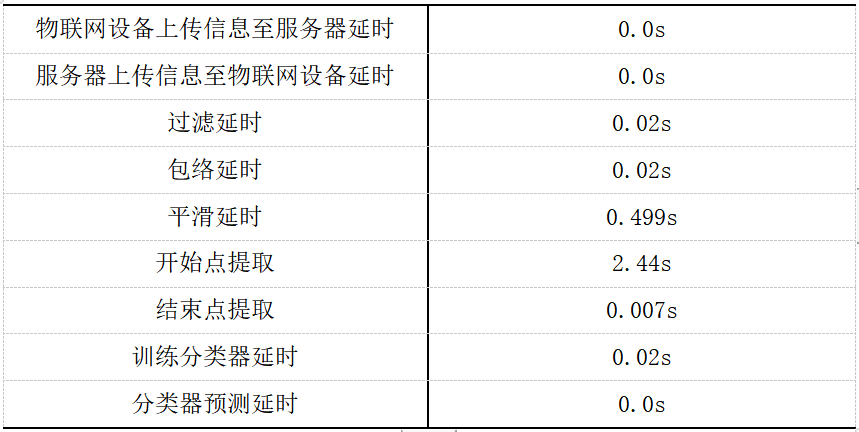 物联网设备上传信息至服务器延时 0.0s
服务器上传信息至物联网设备延时 0.0s
过滤延时 0.02s
包络延时 0.02s
平滑延时 0.499s
开始点提取 2.44s
结束点提取 0.007s
训练分类器延时 0.02s
分类器预测延时 0.0s